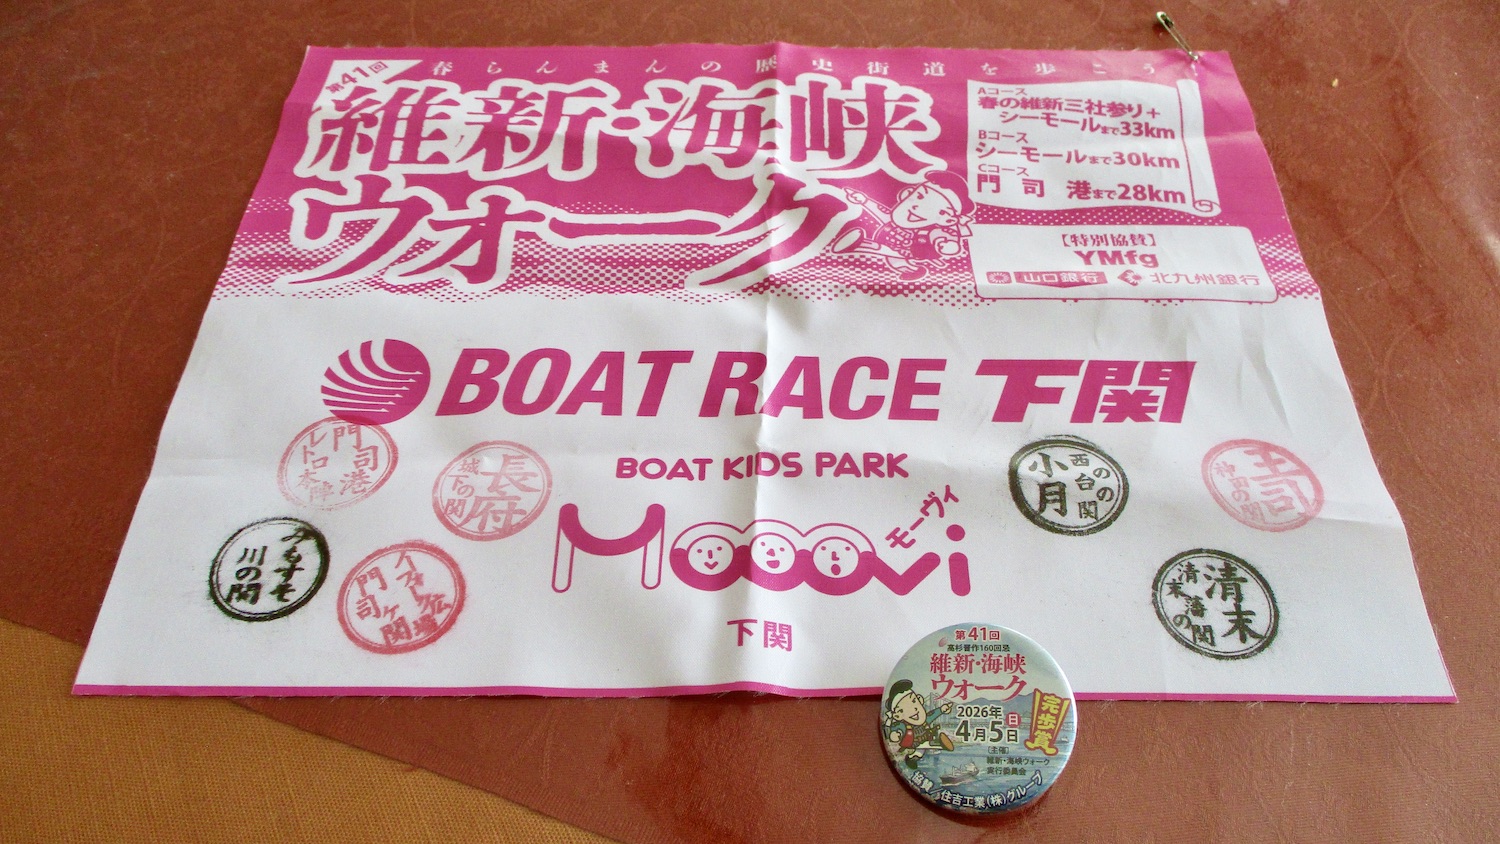 第41回
春らんまんの歴史街道を歩こう!
維新・海峡
ウォーク
Aコース
春の維新三社参り+
シーモールまで33km
Bコース
シーモールまで30km
Cコース
門司 港まで28km
［特別協賛］
YMfg
山口銀行 北九州銀行
BOAT RACE 下関
BOAT KIDS PARK
Mooovi
モーヴィ
下関
門司港
レトロ本陣
長府
城下の関
みもすそ
川の関
門司ヶ関
小月
西の台の関
王司
神田の関
清末
清末藩の関
第41回
高杉晋作160回忌
維新・海峡
ウォーク
2026年
4月5日
日
完歩賞
［主催］
維新・海峡ウォーク
実行委員会
協賛 住吉工業(株)グループ